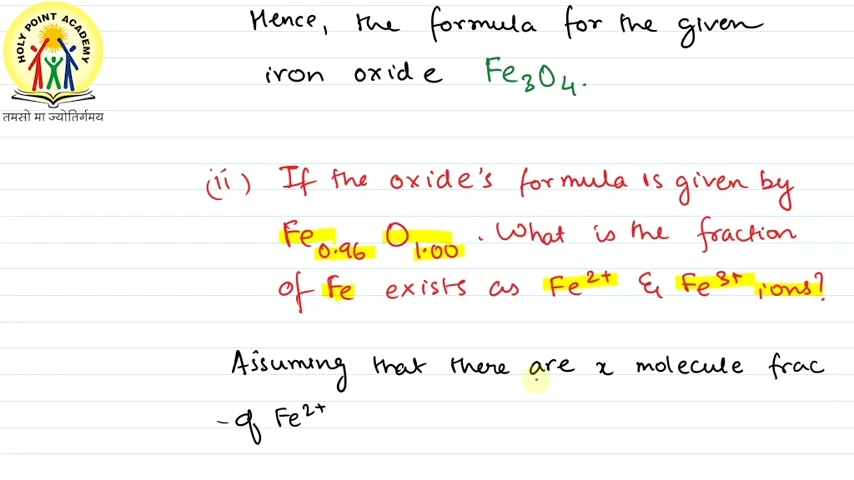 HOLY POINT ACADEMY
तमसो मा ज्योतिर्गमय
Hence, the formula for the given
iron oxide Fe₃O₄.
(ii) If the oxide's formula is given by
Fe₀.₉₆ O₁.₀₀. What is the fraction
of Fe exists as Fe²⁺ & Fe³⁺ ions?
Assuming that there are x molecule frac
- of Fe²⁺